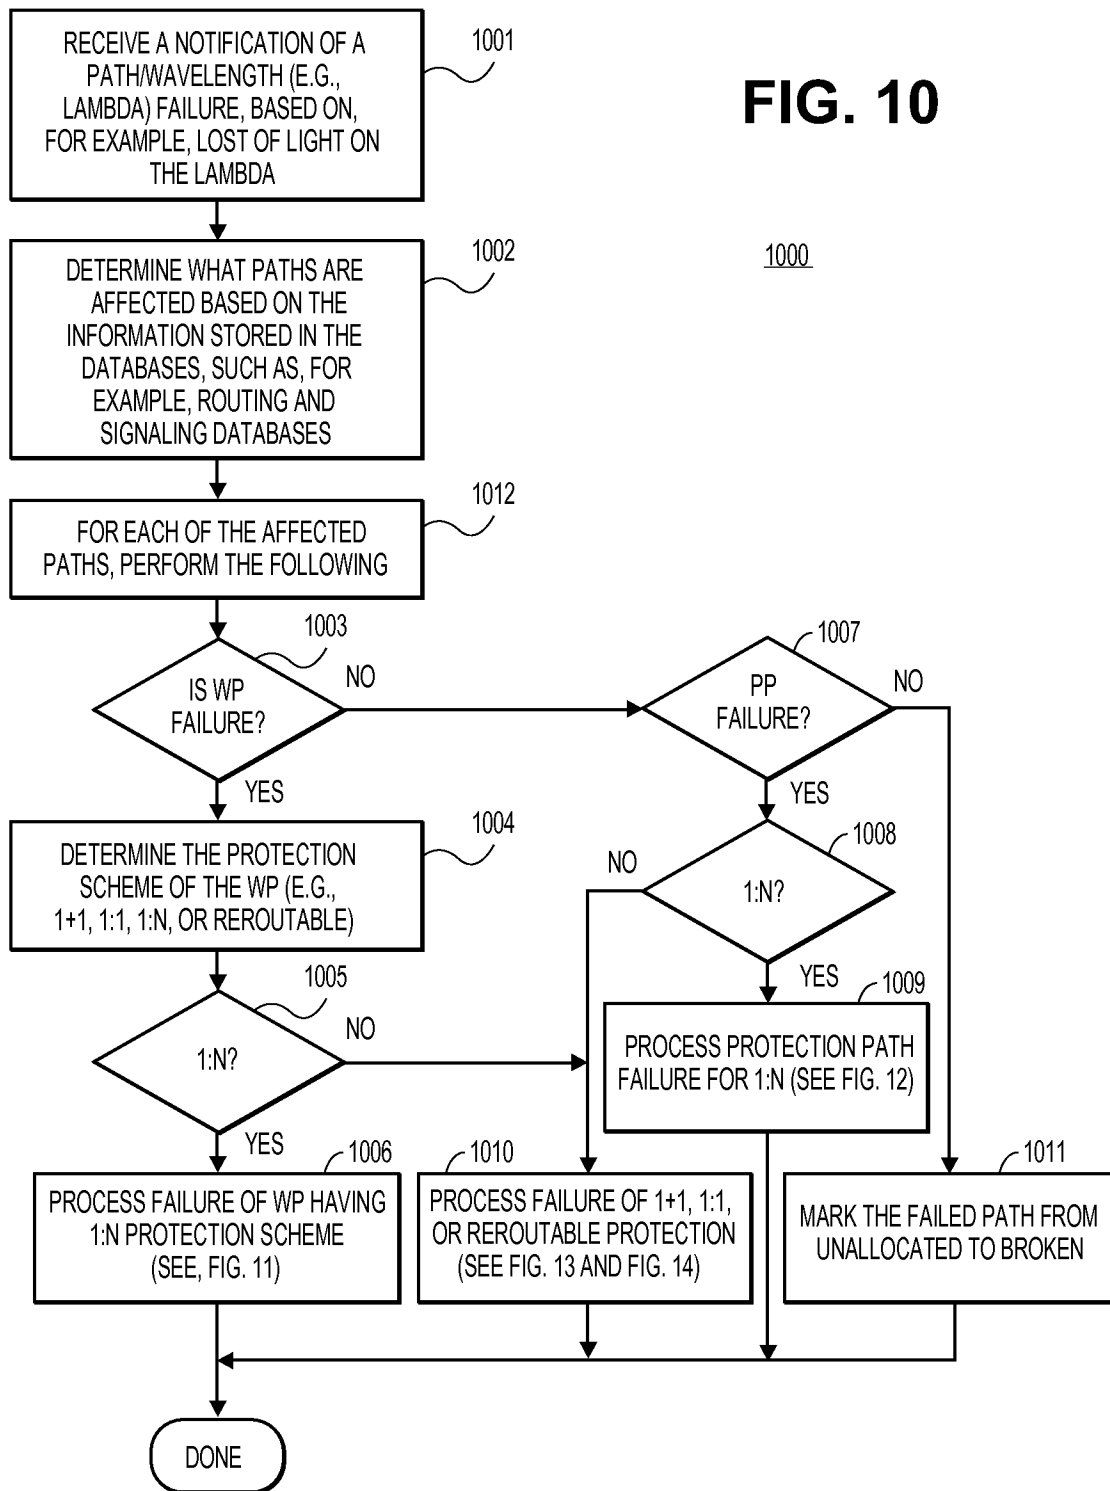 RECEIVE A NOTIFICATION OF A
PATH/WAVELENGTH (E.G.,
LAMBDA) FAILURE, BASED ON,
FOR EXAMPLE, LOST OF LIGHT ON
THE LAMBDA
1001
FIG. 10
1000
DETERMINE WHAT PATHS ARE
AFFECTED BASED ON THE
INFORMATION STORED IN THE
DATABASES, SUCH AS, FOR
EXAMPLE, ROUTING AND
SIGNALING DATABASES
1002
FOR EACH OF THE AFFECTED
PATHS, PERFORM THE FOLLOWING
1012
IS WP
FAILURE?
1003
NO
YES
PP
FAILURE?
1007
NO
YES
DETERMINE THE PROTECTION
SCHEME OF THE WP (E.G.,
1+1, 1:1, 1:N, OR REROUTABLE)
1004
1:N?
1008
NO
YES
1:N?
1005
NO
YES
PROCESS PROTECTION PATH
FAILURE FOR 1:N (SEE FIG. 12)
1009
PROCESS FAILURE OF WP HAVING
1:N PROTECTION SCHEME
(SEE, FIG. 11)
1006
PROCESS FAILURE OF 1+1, 1:1,
OR REROUTABLE PROTECTION
(SEE FIG. 13 AND FIG. 14)
1010
MARK THE FAILED PATH FROM
UNALLOCATED TO BROKEN
1011
DONE